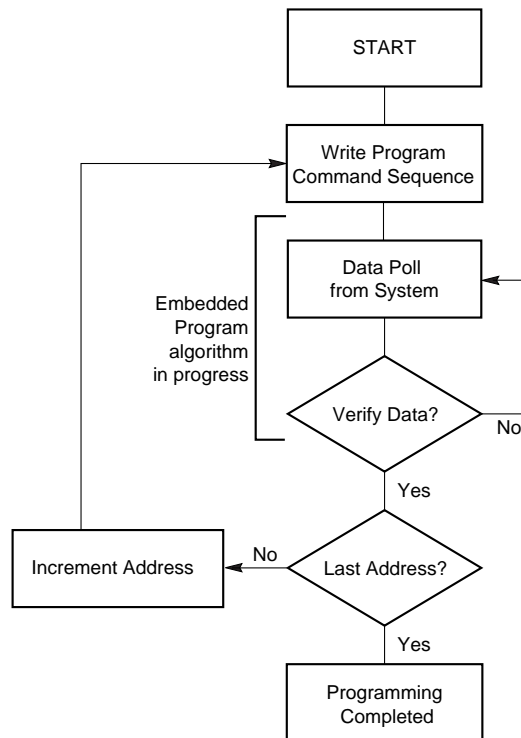 START
Write Program
Command Sequence
Data Poll
from System
Embedded
Program
algorithm
in progress
Verify Data?
No
Yes
No
Increment Address
Last Address?
Yes
Programming
Completed